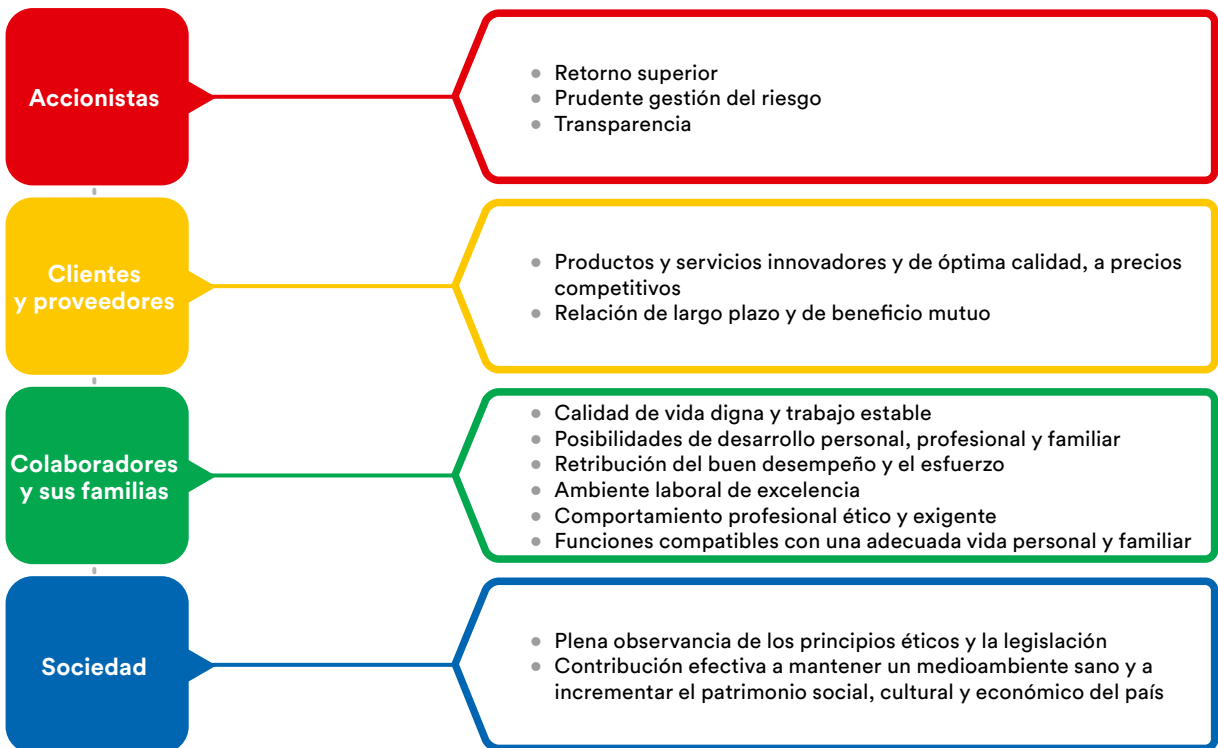 Accionistas
• Retorno superior
• Prudente gestión del riesgo
• Transparencia
Clientes
y proveedores
• Productos y servicios innovadores y de óptima calidad, a precios
competitivos
• Relación de largo plazo y de beneficio mutuo
Colaboradores
y sus familias
• Calidad de vida digna y trabajo estable
• Posibilidades de desarrollo personal, profesional y familiar
• Retribución del buen desempeño y el esfuerzo
• Ambiente laboral de excelencia
• Comportamiento profesional ético y exigente
• Funciones compatibles con una adecuada vida personal y familiar
Sociedad
• Plena observancia de los principios éticos y la legislación
• Contribución efectiva a mantener un medioambiente sano y a
incrementar el patrimonio social, cultural y económico del país